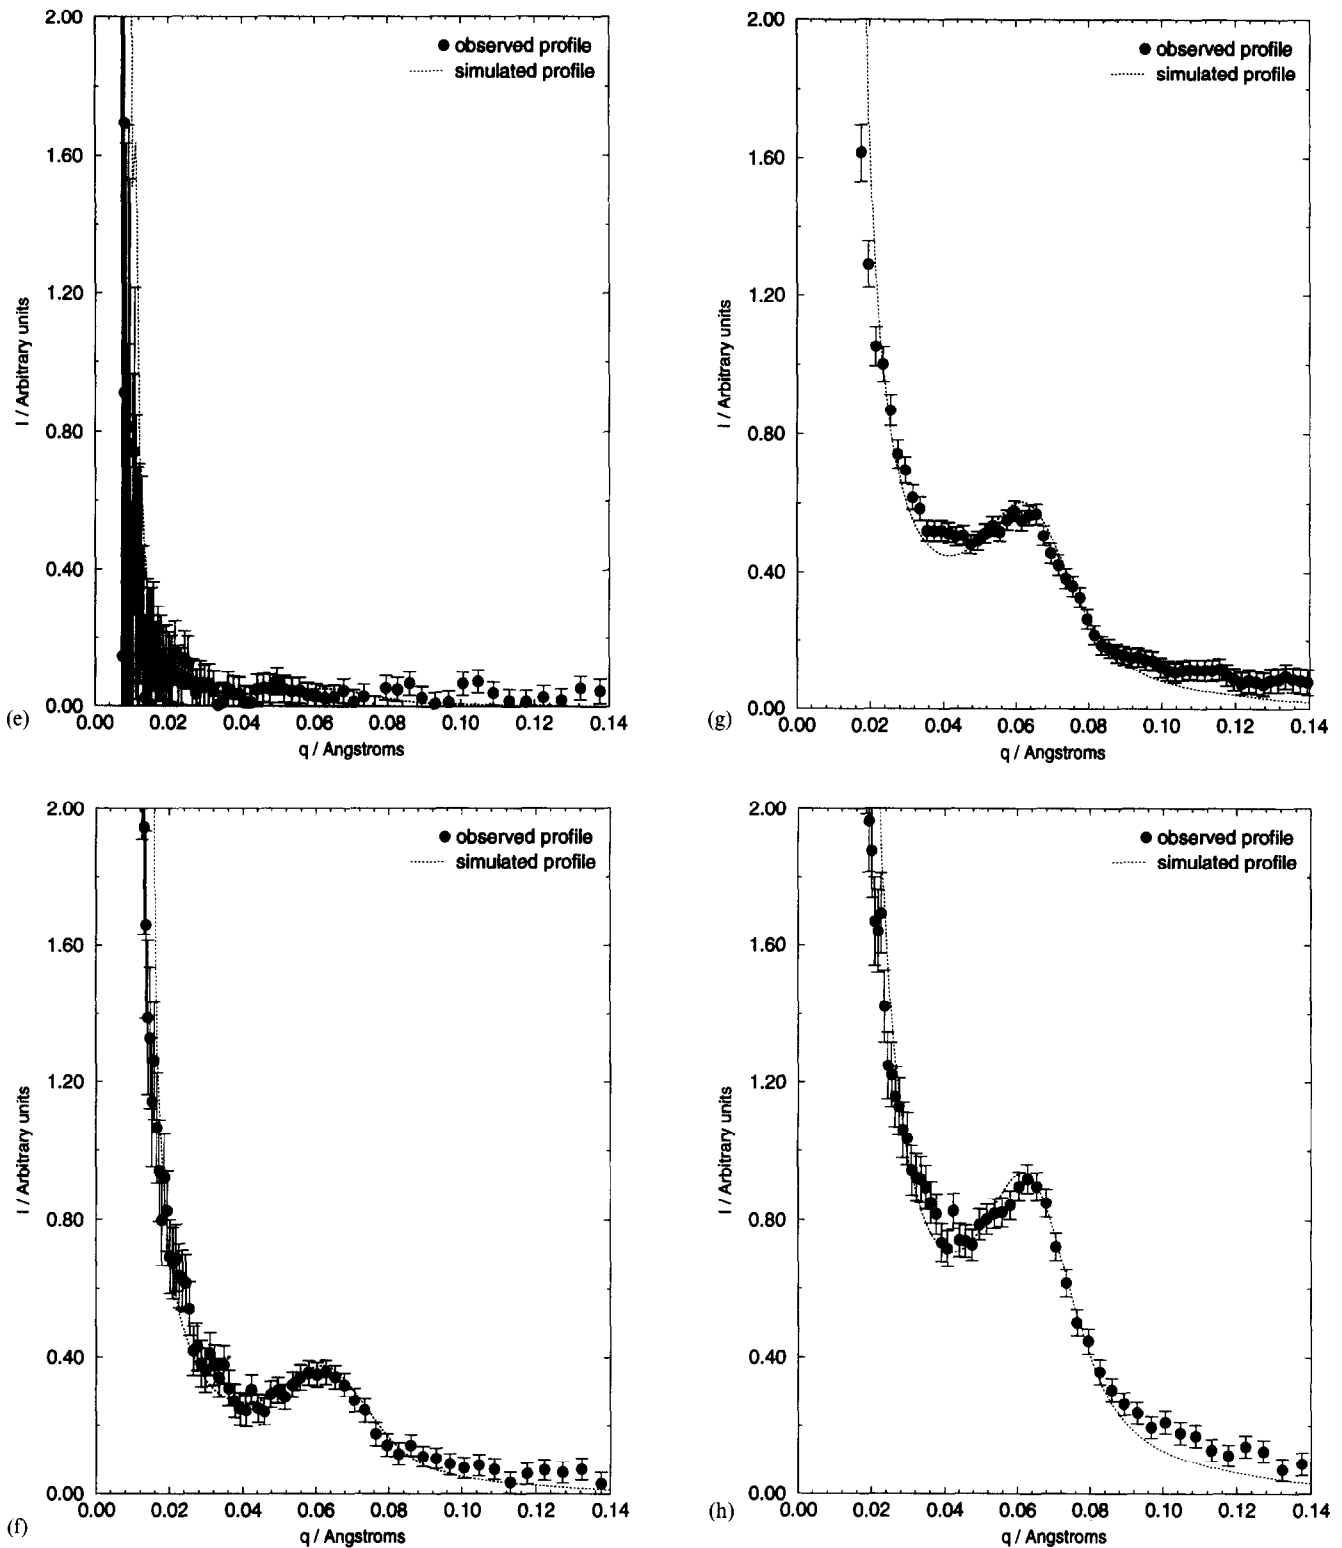 2.00
1.60
1.20
0.80
0.40
0.00
I / Arbitrary units
observed profile
simulated profile
0.00 0.02 0.04 0.06 0.08 0.10 0.12 0.14
q / Angstroms
(e)
2.00
1.60
1.20
0.80
0.40
0.00
I / Arbitrary units
observed profile
simulated profile
0.00 0.02 0.04 0.06 0.08 0.10 0.12 0.14
q / Angstroms
(g)
2.00
1.60
1.20
0.80
0.40
0.00
I / Arbitrary units
observed profile
simulated profile
0.00 0.02 0.04 0.06 0.08 0.10 0.12 0.14
q / Angstroms
(f)
2.00
1.60
1.20
0.80
0.40
0.00
I / Arbitrary units
observed profile
simulated profile
0.00 0.02 0.04 0.06 0.08 0.10 0.12 0.14
q / Angstroms
(h)